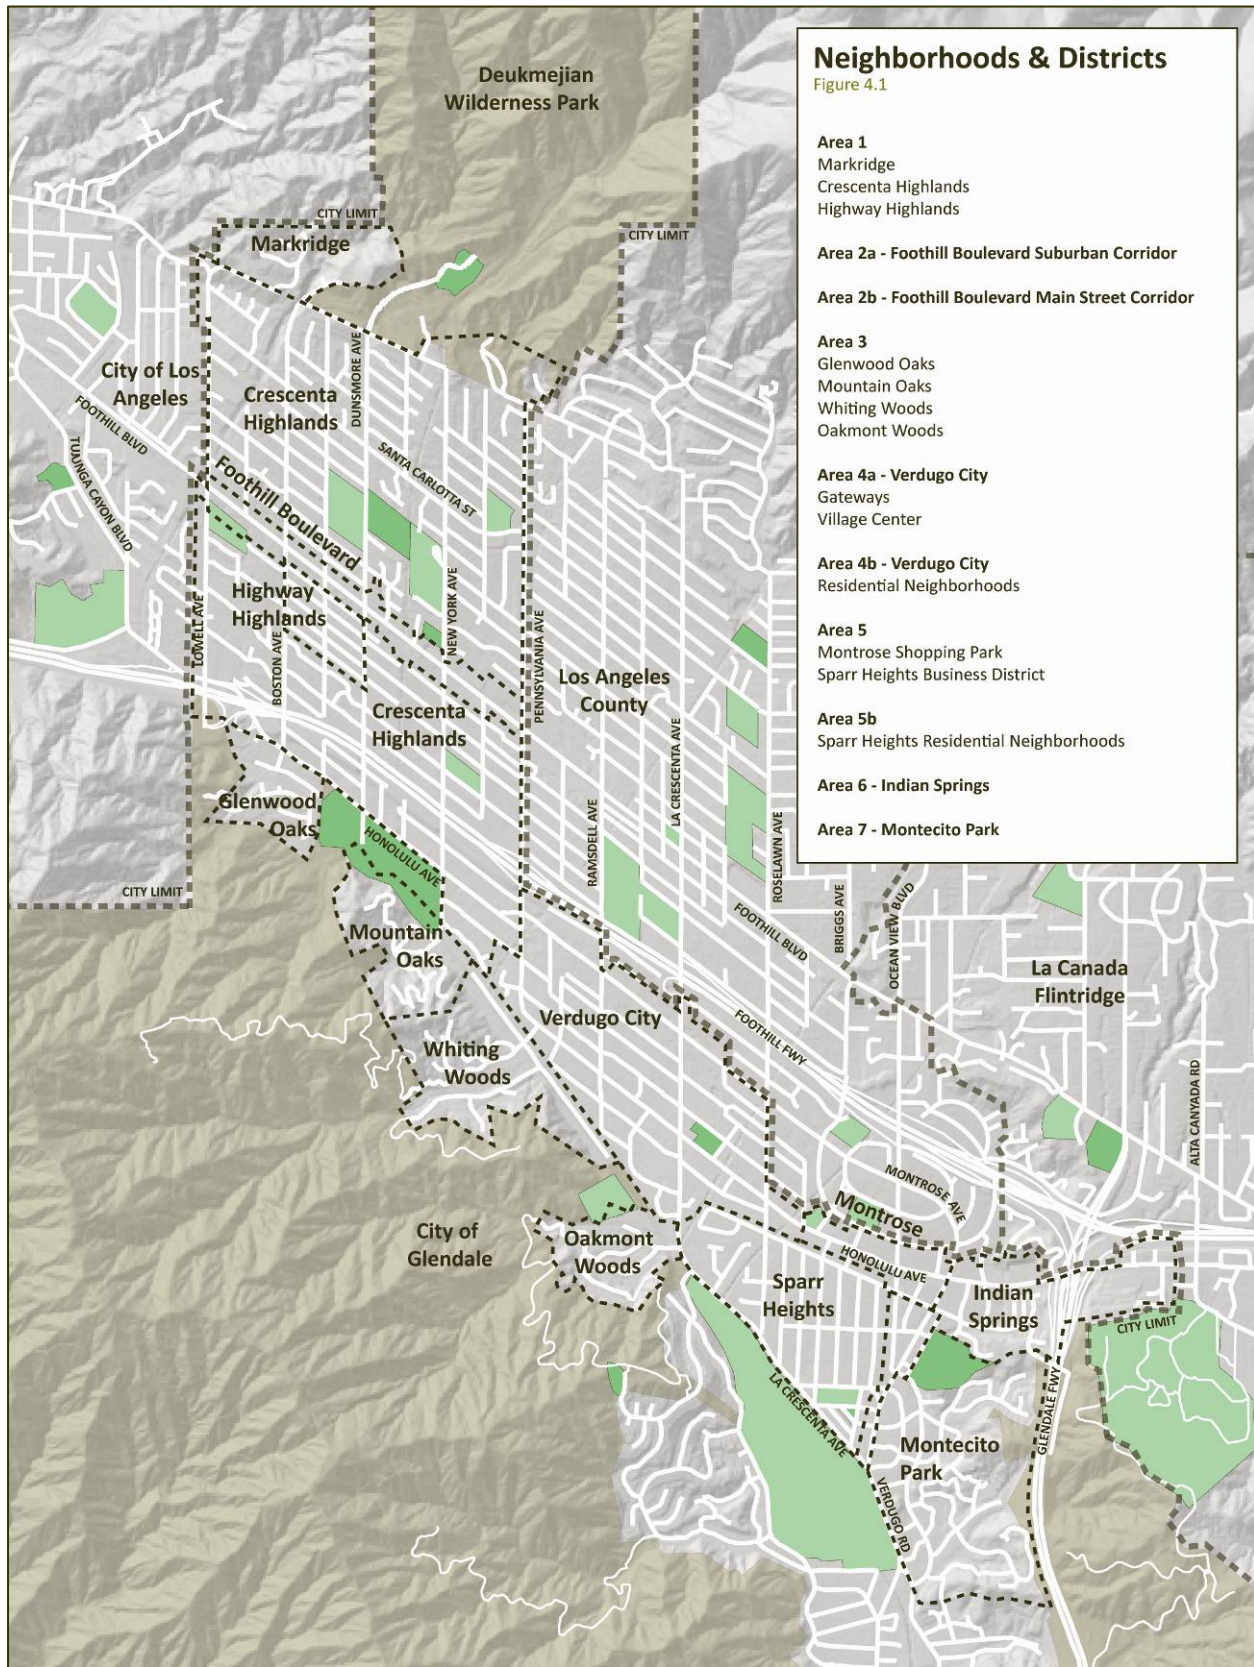 Neighborhoods & Districts
Figure 4.1
Area 1
Markridge
Crescenta Highlands
Highway Highlands
Area 2a - Foothill Boulevard Suburban Corridor
Area 2b - Foothill Boulevard Main Street Corridor
Area 3
Glenwood Oaks
Mountain Oaks
Whiting Woods
Oakmont Woods
Area 4a - Verdugo City
Gateways
Village Center
Area 4b - Verdugo City
Residential Neighborhoods
Area 5
Montrose Shopping Park
Sparr Heights Business District
Area 5b
Sparr Heights Residential Neighborhoods
Area 6 - Indian Springs
Area 7 - Montecito Park
Deukmejian
Wilderness Park
CITY LIMIT
Markridge
CITY LIMIT
City of Los
Angeles
Crescenta
Highlands
DUNSMORE AVE
FOOTHILL BLVD
TUJUNGA CAYON BLVD
SANTA CARLOTTA ST
Foothill Boulevard
Highway
Highlands
LOWELL AVE
BOSTON AVE
NEW YORK AVE
PENNSYLVANIA AVE
Los Angeles
County
Crescenta
Highlands
LA CRESCENTA AVE
RAMSDELL AVE
ROSELAWN AVE
Glenwood
Oaks
HONOLULU AVE
CITY LIMIT
FOOTHILL BLVD
BRIGGS AVE
OCEAN VIEW BLVD
Mountain
Oaks
La Canada
Flintridge
Verdugo City
FOOTHILL FWY
Whiting
Woods
ALTA CANYADA RD
MONTROSE AVE
Montrose
City of
Glendale
Oakmont
Woods
HONOLULU AVE
Sparr
Heights
Indian
Springs
CITY LIMIT
LA CRESCENTA AVE
GLENDALE FWY
Montecito
Park
VERDUGO RD